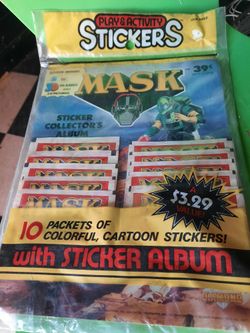 PLAY & ACTIVITY
STICKERS
MASK
39¢
STICKER
COLLECTOR'S
ALBUM
A
$3.29
VALUE!
10 PACKETS OF
COLORFUL, CARTOON STICKERS!
with STICKER ALBUM
DIAMOND